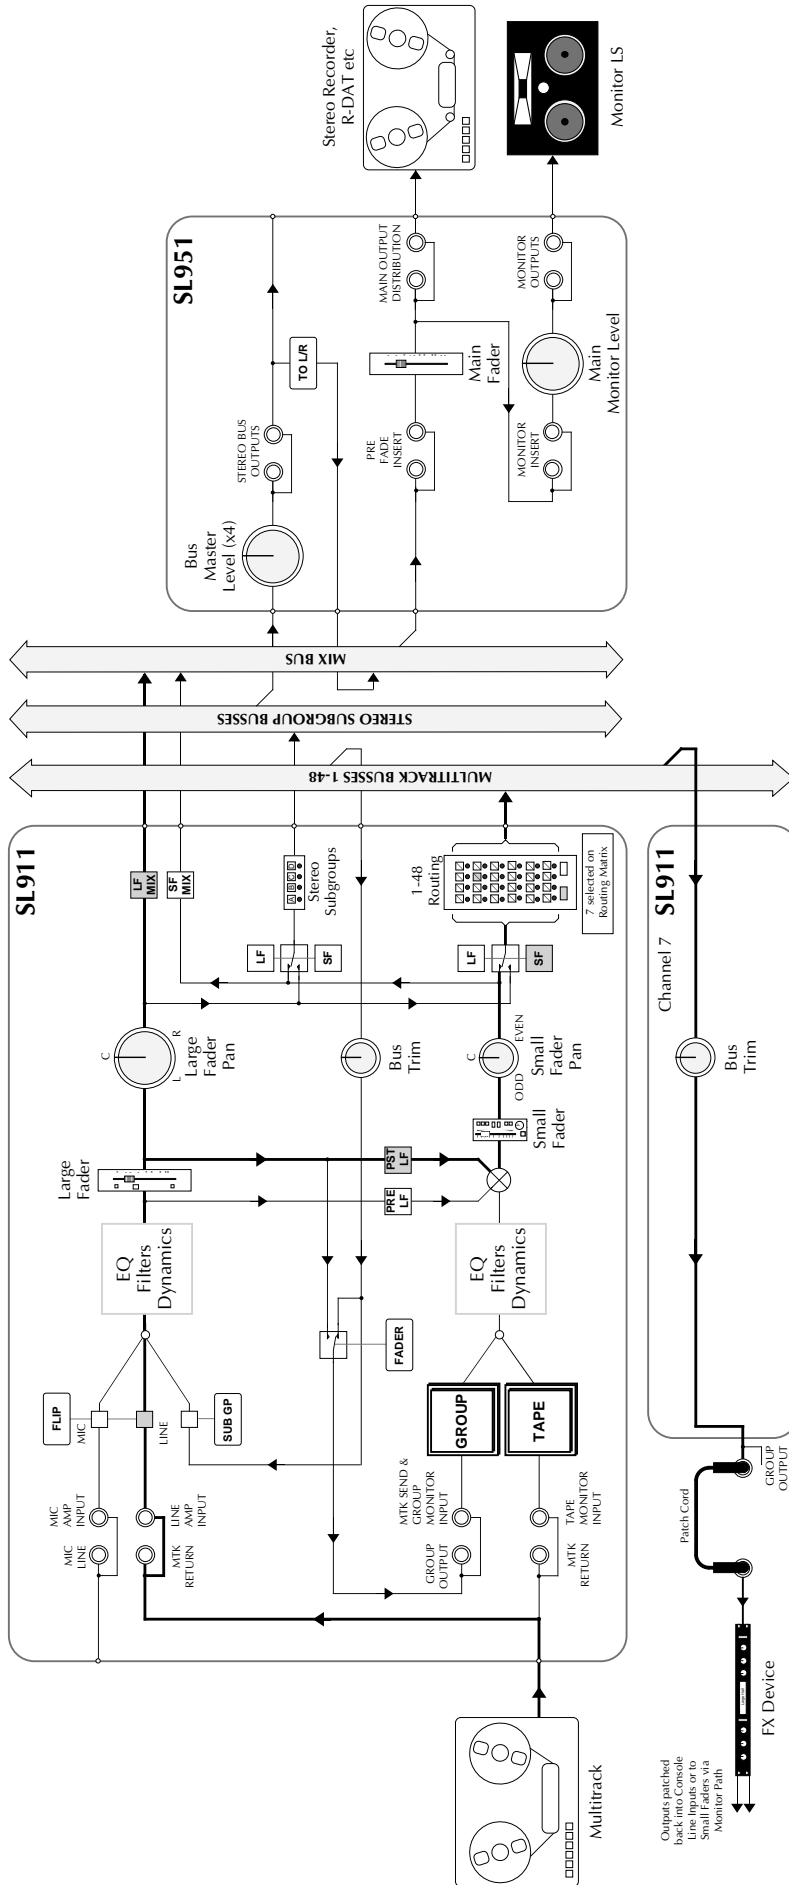 Multitrack
SL911
MIC
LINE
MIC
AMP
INPUT
MTK
RETURN
LINE
AMP
INPUT
FLIP
MIC
LINE
SUB GP
EQ
Filters
Dynamics
Large
Fader
C
L
R
Large
Fader
Pan
LF
MIX
SF
MIX
GROUP
OUTPUT
MTK SEND &
GROUP
MONITOR
INPUT
MTK
RETURN
TAPE
MONITOR
INPUT
GROUP
TAPE
FADER
EQ
Filters
Dynamics
PRE
LF
PST
LF
Small
Fader
C
ODD
EVEN
Small
Fader
Pan
Bus
Trim
LF
SF
LF
SF
A B C D
Stereo
Subgroups
1-48
Routing
7 selected on
Routing Matrix
MULTITRACK BUSSES 1-48
STEREO SUBGROUP BUSSES
MIX BUS
SL951
Bus
Master
Level (x4)
STEREO BUS
OUTPUTS
TO L/R
PRE
FADE
INSERT
Main
Fader
MAIN OUTPUT
DISTRIBUTION
MONITOR
INSERT
Main
Monitor Level
MONITOR
OUTPUTS
Stereo Recorder,
R-DAT etc
Monitor LS
Outputs patched
back into Console
Line Inputs or to
Small Faders via
Monitor Path
FX Device
Patch Cord
GROUP
OUTPUT
Bus
Trim
Channel 7
SL911